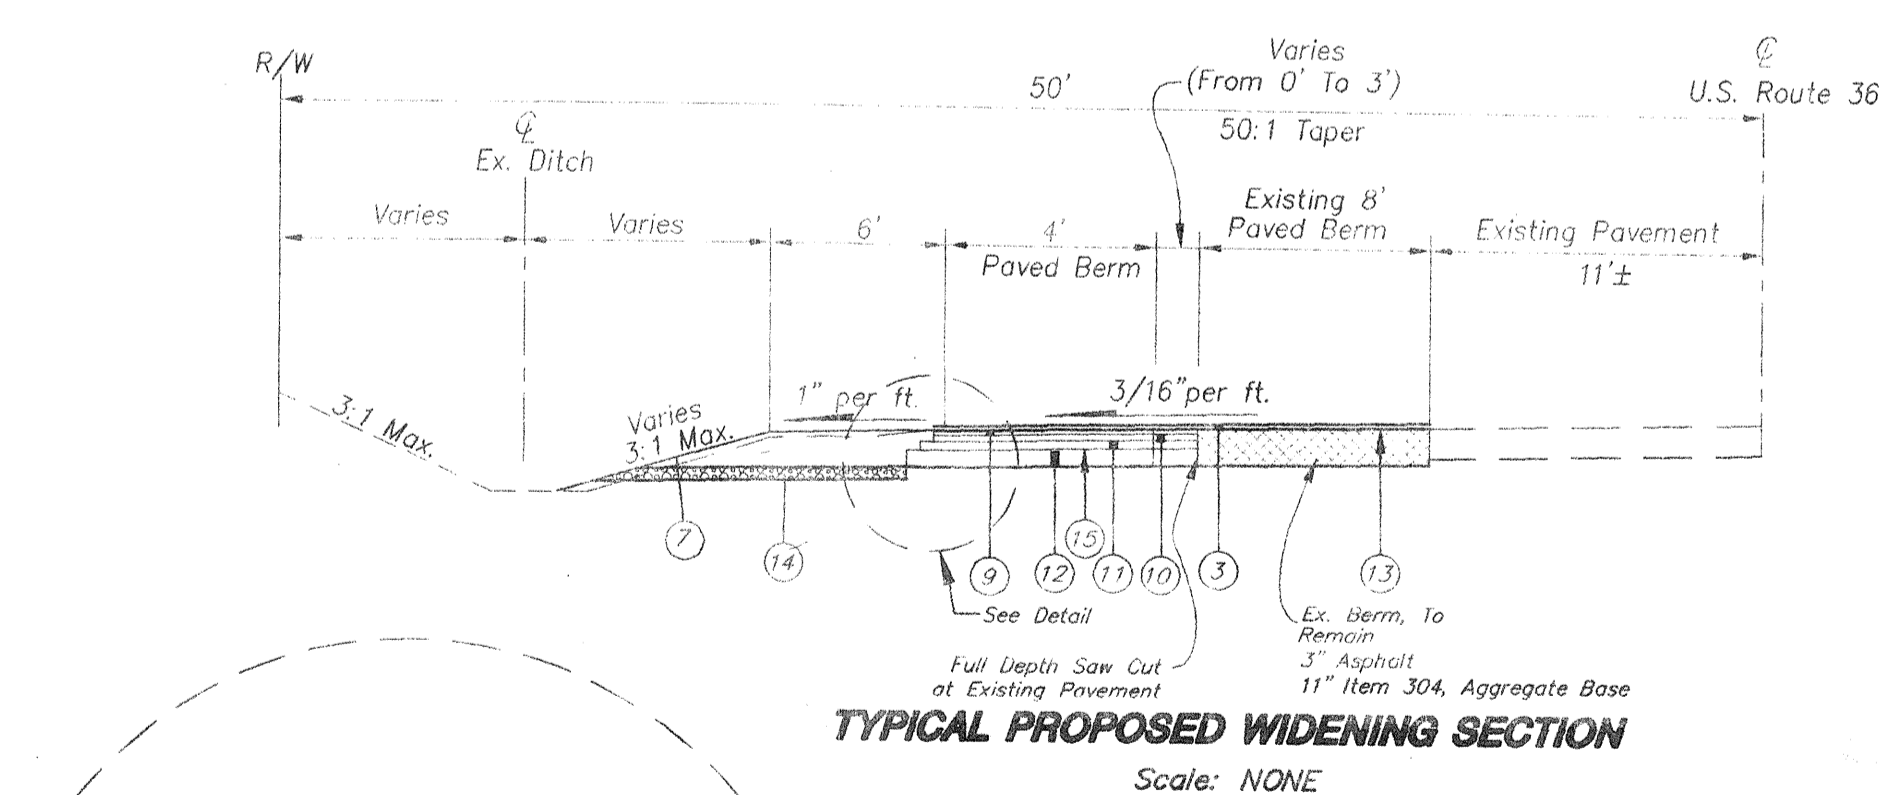 R/W
50'
Varies
(From 0' To 3')
℄
U.S. Route 36
℄
Ex. Ditch
50:1 Taper
Varies
Varies
6'
4'
Paved Berm
Existing 8'
Paved Berm
Existing Pavement
11'±
3:1 Max.
Varies
3:1 Max.
1" per ft.
3/16"per ft.
7
14
9
12
15
11
10
3
13
See Detail
Full Depth Saw Cut
at Existing Pavement
Ex. Berm, To
Remain
3" Asphalt
11" Item 304, Aggregate Base
TYPICAL PROPOSED WIDENING SECTION
Scale: NONE